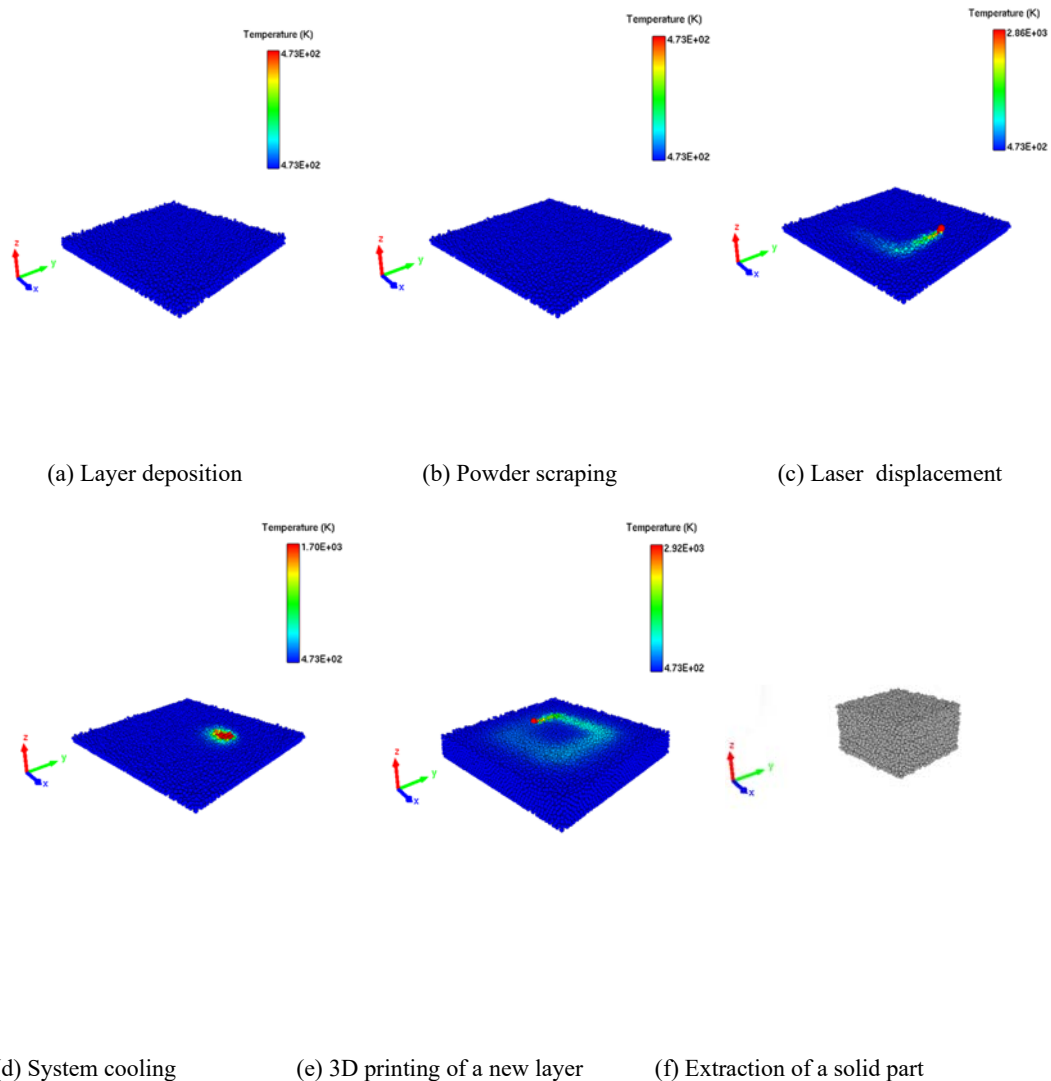 Temperature (K)
4.73E+02
4.73E+02
z
y
x
Temperature (K)
4.73E+02
4.73E+02
z
y
x
Temperature (K)
2.86E+03
4.73E+02
z
y
x
(a) Layer deposition
(b) Powder scraping
(c) Laser displacement
Temperature (K)
1.70E+03
4.73E+02
z
y
x
Temperature (K)
2.92E+03
4.73E+02
z
y
x
z
y
x
d) System cooling
(e) 3D printing of a new layer
(f) Extraction of a solid part